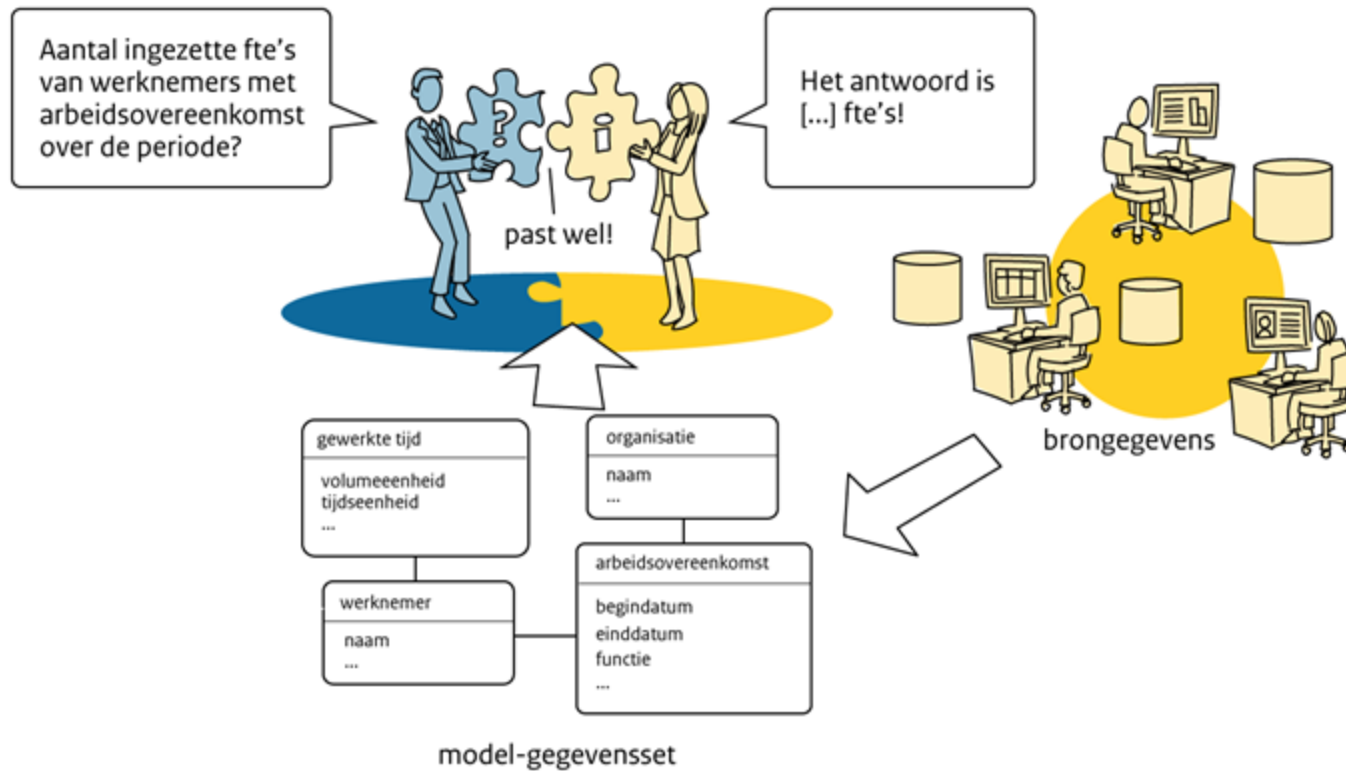 Aantal ingezette fte's
van werknemers met
arbeidsovereenkomst
over de periode?
?
i
Het antwoord is
[...] fte's!
past wel!
brongegevens
gewerkte tijd
volumeeenheid
tijdseenheid
...
organisatie
naam
...
werknemer
naam
...
arbeidsovereenkomst
begindatum
einddatum
functie
...
model-gegevensset